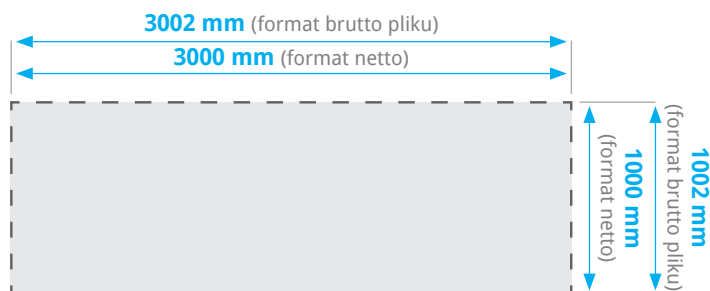 3002 mm (format brutto pliku)
3000 mm (format netto)
1002 mm
(format brutto pliku)
1000 mm
(format netto)